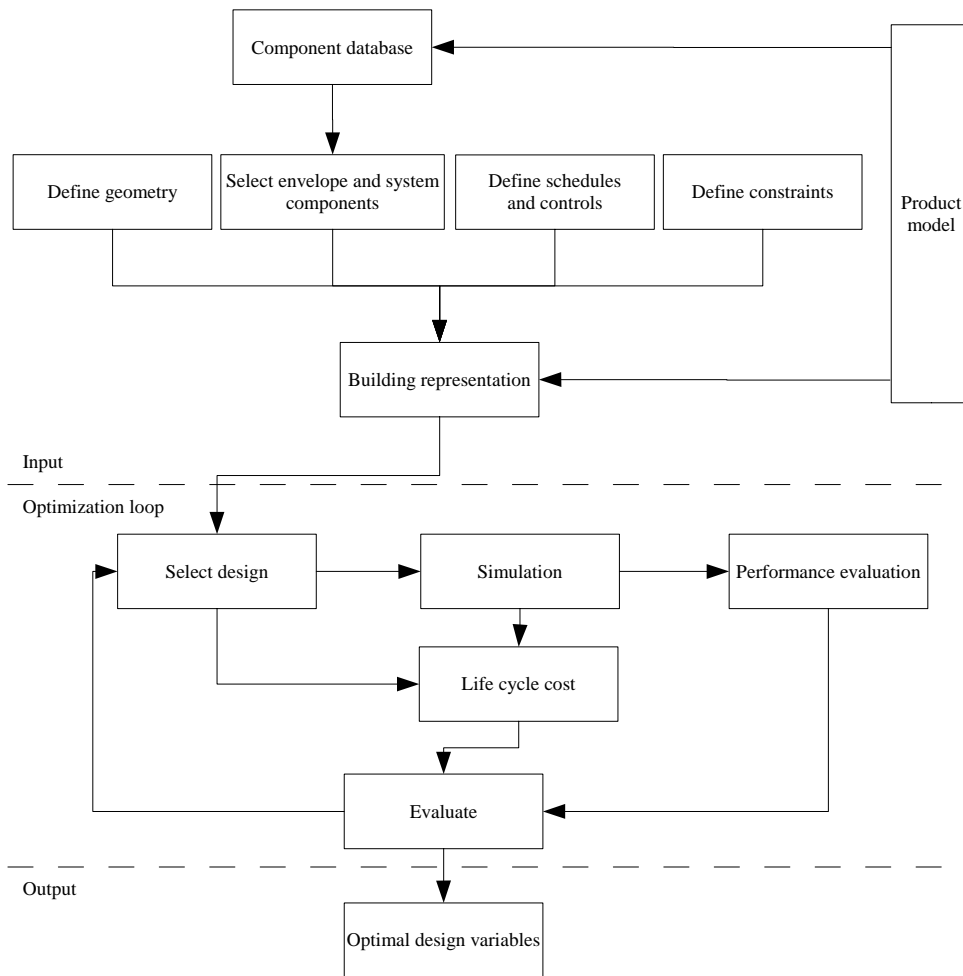 Component database
Define geometry
Select envelope and system
components
Define schedules
and controls
Define constraints
Product
model
Building representation
Input
Optimization loop
Select design
Simulation
Performance evaluation
Life cycle cost
Evaluate
Output
Optimal design variables